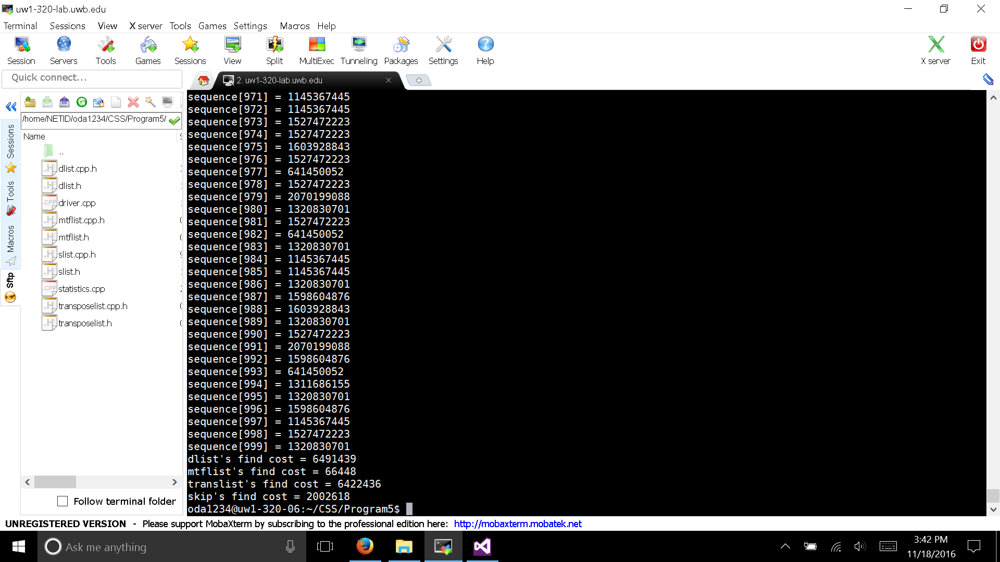 uw1-320-lab.uwb.edu
Terminal Sessions View X server Tools Games Settings Macros Help
Session Servers Tools Games Sessions View Split MultiExec Tunneling Packages Settings Help X server Exit
Quick connect...
2. uw1-320-lab.uwb.edu
/home/NETID/oda1234/CSS/Program5/
Name
..
dlist.cpp.h
dlist.h
driver.cpp
mtflist.cpp.h
mtflist.h
slist.cpp.h
slist.h
statistics.cpp
transposelist.cpp.h
transposelist.h
Sessions
Tools
Macros
Sftp
Follow terminal folder
sequence[971] = 1145367445
sequence[972] = 1145367445
sequence[973] = 1527472223
sequence[974] = 1527472223
sequence[975] = 1603928843
sequence[976] = 1527472223
sequence[977] = 641450052
sequence[978] = 1527472223
sequence[979] = 2070199088
sequence[980] = 1320830701
sequence[981] = 1527472223
sequence[982] = 641450052
sequence[983] = 1320830701
sequence[984] = 1145367445
sequence[985] = 1145367445
sequence[986] = 1320830701
sequence[987] = 1598604876
sequence[988] = 1603928843
sequence[989] = 1320830701
sequence[990] = 1527472223
sequence[991] = 2070199088
sequence[992] = 1598604876
sequence[993] = 641450052
sequence[994] = 1311686155
sequence[995] = 1320830701
sequence[996] = 1598604876
sequence[997] = 1145367445
sequence[998] = 1527472223
sequence[999] = 1320830701
dlist's find cost = 6491439
mtflist's find cost = 66448
translist's find cost = 6422436
skip's find cost = 2002618
oda1234@uw1-320-06:~/CSS/Program5$
UNREGISTERED VERSION - Please support MobaXterm by subscribing to the professional edition here: http://mobaxterm.mobatek.net
Ask me anything
3:42 PM
11/18/2016